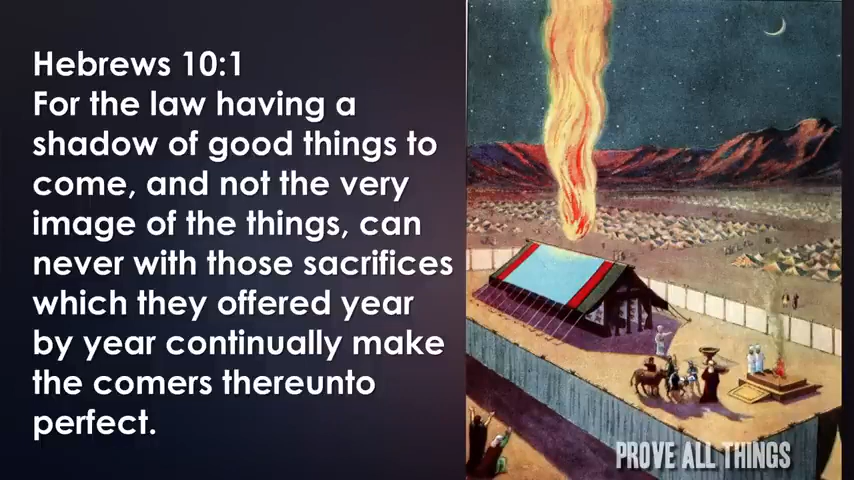 Hebrews 10:1
For the law having a
shadow of good things to
come, and not the very
image of the things, can
never with those sacrifices
which they offered year
by year continually make
the comers thereunto
perfect.
PROVE ALL THINGS